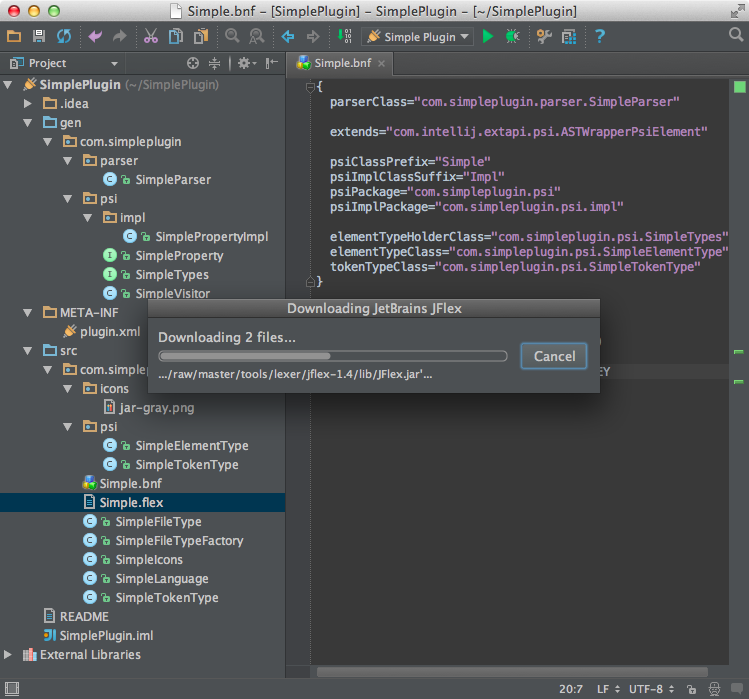 Simple.bnf - [SimplePlugin] - SimplePlugin - [~/SimplePlugin]
Simple Plugin
Project
Simple.bnf
SimplePlugin (~/SimplePlugin)
.idea
gen
com.simpleplugin
parser
SimpleParser
psi
impl
SimplePropertyImpl
SimpleProperty
SimpleTypes
SimpleVisitor
META-INF
plugin.xml
src
com.simplep
icons
jar-gray.png
psi
SimpleElementType
SimpleTokenType
Simple.bnf
Simple.flex
SimpleFileType
SimpleFileTypeFactory
SimpleIcons
SimpleLanguage
SimpleTokenType
README
SimplePlugin.iml
External Libraries
{
parserClass="com.simpleplugin.parser.SimpleParser"
extends="com.intellij.extapi.psi.ASTWrapperPsiElement"
psiClassPrefix="Simple"
psiImplClassSuffix="Impl"
psiPackage="com.simpleplugin.psi"
psiImplPackage="com.simpleplugin.psi.impl"
elementTypeHolderClass="com.simpleplugin.psi.SimpleTypes"
elementTypeClass="com.simpleplugin.psi.SimpleElementType"
tokenTypeClass="com.simpleplugin.psi.SimpleTokenType"
}
Downloading JetBrains JFlex
Downloading 2 files...
Cancel
.../raw/master/tools/lexer/jflex-1.4/lib/JFlex.jar'...
EY
20:7 LF UTF-8